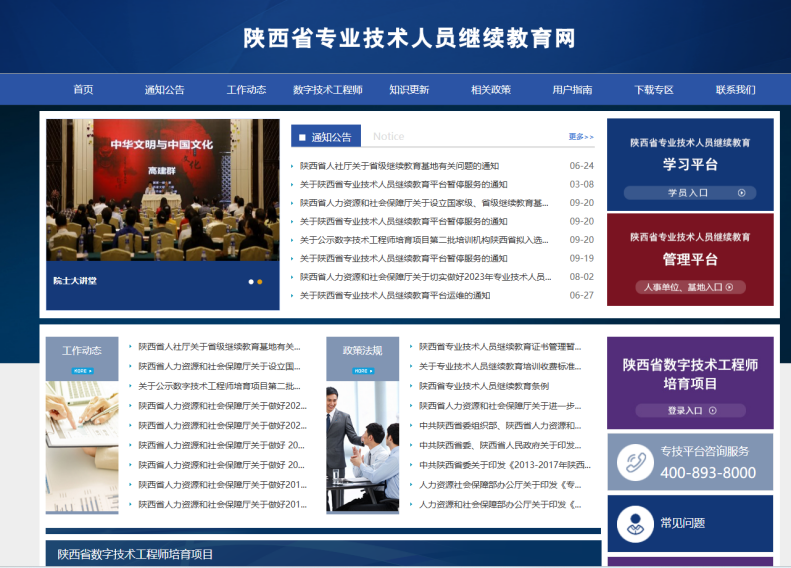 陕西省专业技术人员继续教育网
首页 通知公告 工作动态 数字技术工程师 知识更新 相关政策 用户指南 下载专区 联系我们
中华文明与中国文化
高建群
院士大讲堂
通知公告 Notice 更多>>
陕西省人社厅关于省级继续教育基地有关问题的通知 06-24
关于陕西省专业技术人员继续教育平台暂停服务的通知 03-08
陕西省人力资源和社会保障厅关于设立国家级、省级继续教育基... 09-20
关于陕西省专业技术人员继续教育平台暂停服务的通知 09-20
关于公示数字技术工程师培育项目第二批培训机构陕西省拟入选... 09-20
关于陕西省专业技术人员继续教育平台暂停服务的通知 09-19
陕西省人力资源和社会保障厅关于切实做好2023年专业技术人员... 08-02
关于陕西省专业技术人员继续教育平台运维的通知 06-27
陕西省专业技术人员继续教育
学习平台
学员入口
陕西省专业技术人员继续教育
管理平台
人事单位、基地入口
工作动态
MORE
陕西省人社厅关于省级继续教育基地有关...
陕西省人力资源和社会保障厅关于设立国...
关于公示数字技术工程师培育项目第二批...
陕西省人力资源和社会保障厅关于做好202...
陕西省人力资源和社会保障厅关于做好202...
陕西省人力资源和社会保障厅关于做好 20...
陕西省人力资源和社会保障厅关于做好 20...
陕西省人力资源和社会保障厅关于做好201...
陕西省人力资源和社会保障厅关于做好201...
政策法规
MORE
陕西省专业技术人员继续教育证书管理暂...
关于专业技术人员继续教育培训收费标准...
陕西省专业技术人员继续教育条例
陕西省人力资源和社会保障厅关于进一步...
中共陕西省委组织部、陕西省人力资源和...
中共陕西省委、陕西省人民政府关于印发...
中共陕西省委关于印发《2013-2017年陕西...
人力资源社会保障部办公厅关于印发《专...
人力资源和社会保障部办公厅关于印发《...
陕西省数字技术工程师
培育项目
登录入口
专技平台咨询服务
400-893-8000
常见问题
陕西省数字技术工程师培育项目